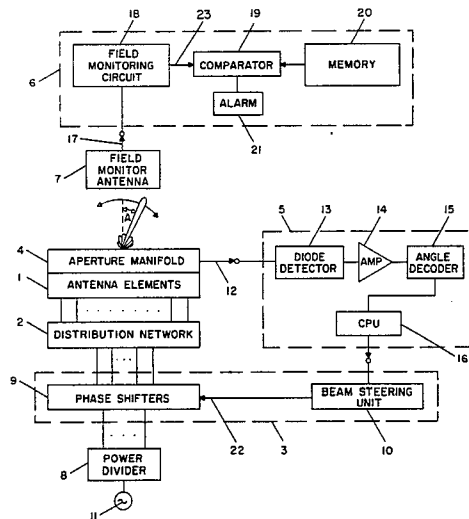 18
23
19
20
FIELD
MONITORING
CIRCUIT
COMPARATOR
MEMORY
6
ALARM
17
21
FIELD
MONITOR
ANTENNA
7
A
5
13
14
15
4
APERTURE MANIFOLD
DIODE
DETECTOR
AMP
ANGLE
DECODER
1
ANTENNA ELEMENTS
12
2
DISTRIBUTION NETWORK
CPU
16
9
PHASE SHIFTERS
BEAM STEERING
UNIT
22
3
10
8
POWER
DIVIDER
11